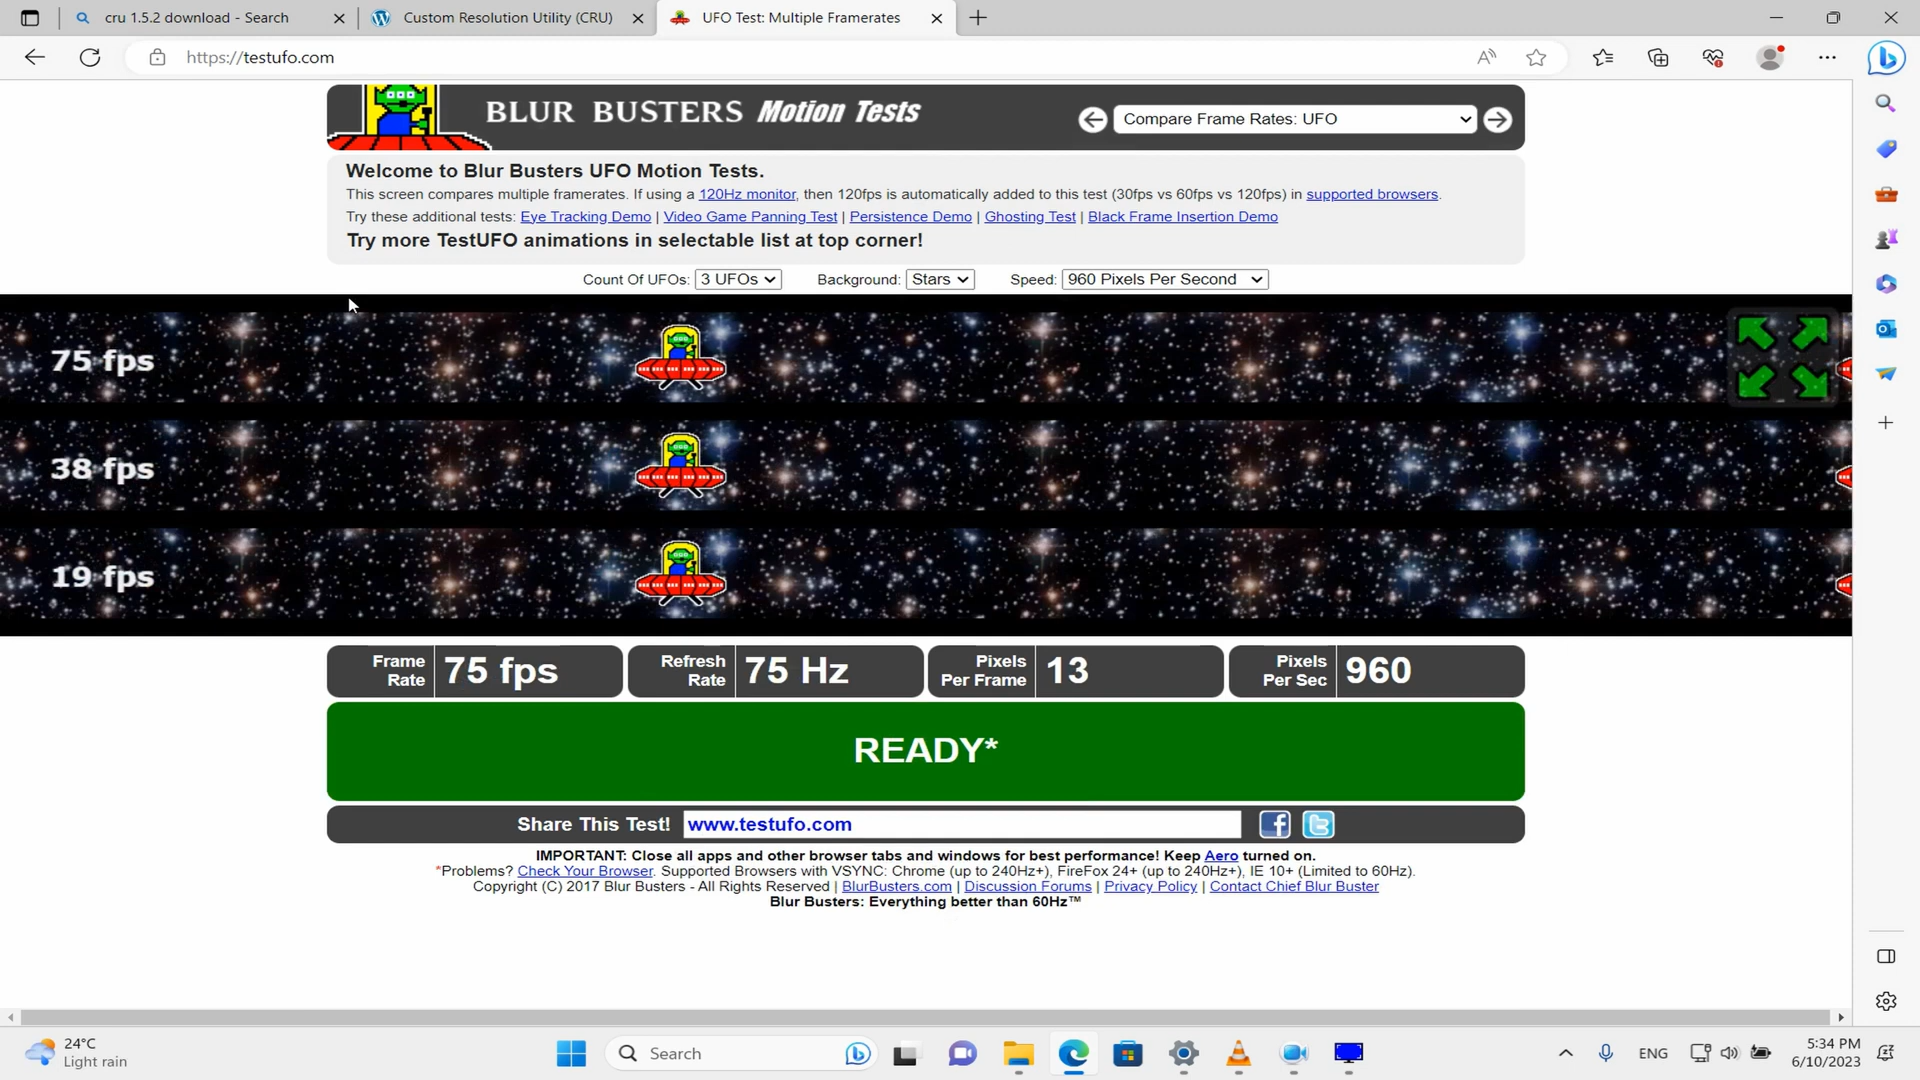 cru 1.5.2 download - Search
Custom Resolution Utility (CRU)
UFO Test: Multiple Framerates
https://testufo.com
BLUR BUSTERS Motion Tests
Compare Frame Rates: UFO
Welcome to Blur Busters UFO Motion Tests.
This screen compares multiple framerates. If using a 120Hz monitor, then 120fps is automatically added to this test (30fps vs 60fps vs 120fps) in supported browsers.
Try these additional tests: Eye Tracking Demo | Video Game Panning Test | Persistence Demo | Ghosting Test | Black Frame Insertion Demo
Try more TestUFO animations in selectable list at top corner!
Count Of UFOs: 3 UFOs Background: Stars Speed: 960 Pixels Per Second
75 fps
38 fps
19 fps
Frame Rate 75 fps
Refresh Rate 75 Hz
Pixels Per Frame 13
Pixels Per Sec 960
READY*
Share This Test! www.testufo.com
IMPORTANT: Close all apps and other browser tabs and windows for best performance! Keep Aero turned on.
*Problems? Check Your Browser. Supported Browsers with VSYNC: Chrome (up to 240Hz+), FireFox 24+ (up to 240Hz+), IE 10+ (Limited to 60Hz).
Copyright (C) 2017 Blur Busters - All Rights Reserved | BlurBusters.com | Discussion Forums | Privacy Policy | Contact Chief Blur Buster
Blur Busters: Everything better than 60Hz™
24°C
Light rain
Search
ENG
5:34 PM
6/10/2023